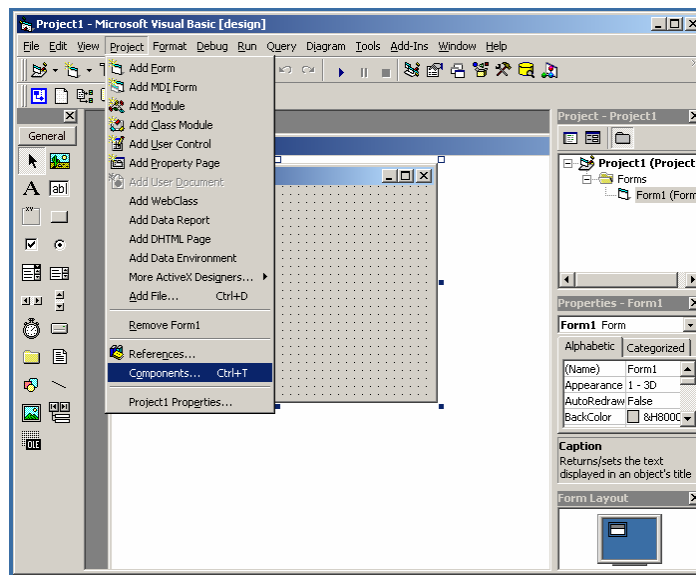 Project1 - Microsoft Visual Basic [design]
File Edit View Project Format Debug Run Query Diagram Tools Add-Ins Window Help
General
A ab|
xv
OLE
Add Form
Add MDI Form
Add Module
Add Class Module
Add User Control
Add Property Page
Add User Document
Add WebClass
Add Data Report
Add DHTML Page
Add Data Environment
More ActiveX Designers...
Add File... Ctrl+D
Remove Form1
References...
Components... Ctrl+T
Project1 Properties...
Project - Project1
Project1 (Project
Forms
Form1 (Form
Properties - Form1
Form1 Form
Alphabetic Categorized
(Name) Form1
Appearance 1 - 3D
AutoRedraw False
BackColor &H8000
Caption
Returns/sets the text
displayed in an object's title
Form Layout